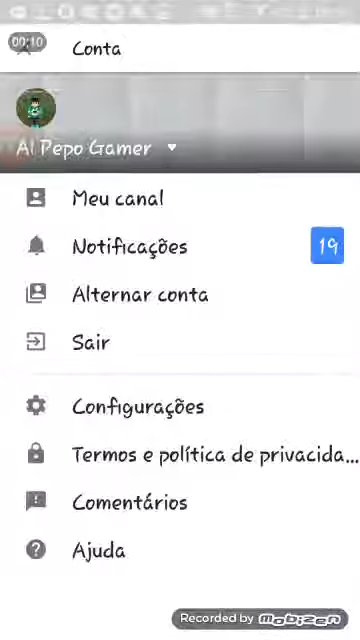 00:10
Conta
Al Pepo Gamer
Meu canal
Notificações
19
Alternar conta
Sair
Configurações
Termos e política de privacida...
Comentários
Ajuda
Recorded by Mobizen